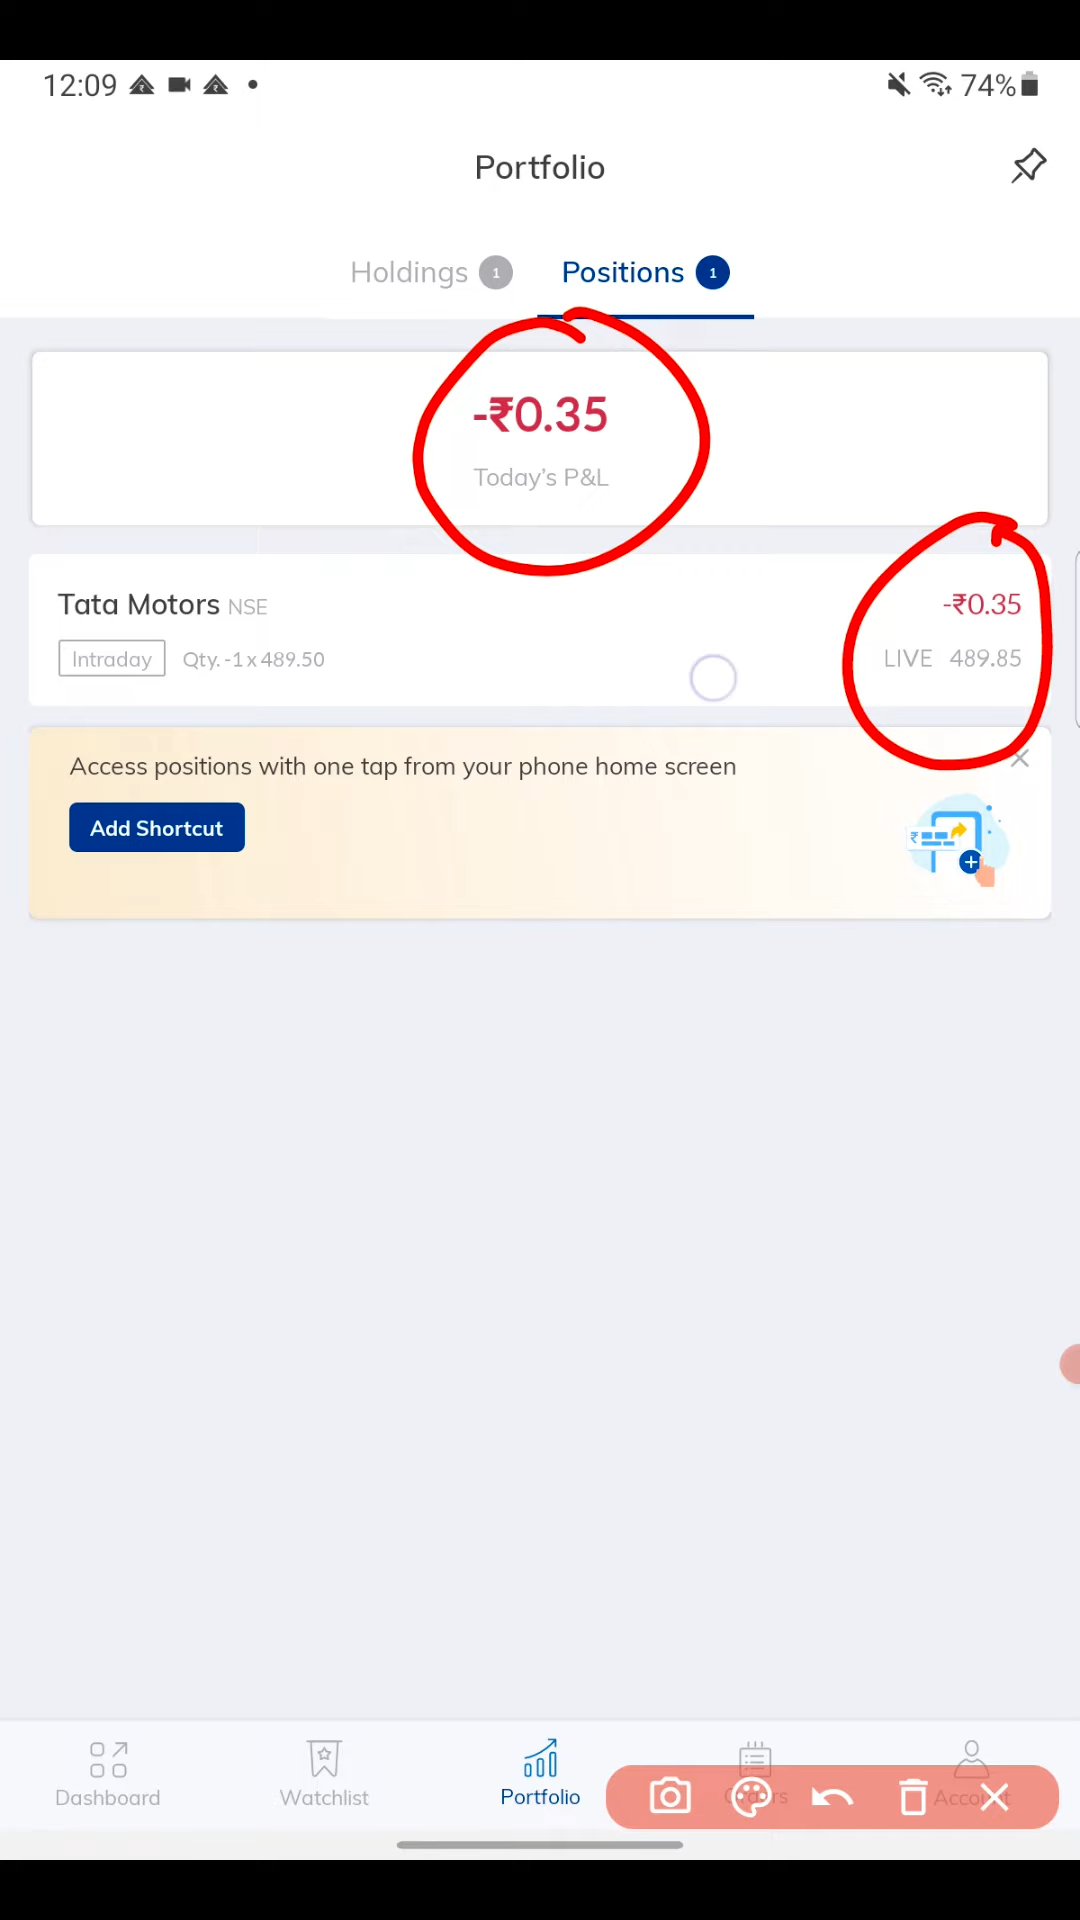 12:09 74%
Portfolio
Holdings 1 Positions 1
-₹0.35
Today's P&L
Tata Motors NSE -₹0.35
Intraday Qty. -1 x 489.50 LIVE 489.85
Access positions with one tap from your phone home screen
Add Shortcut
Dashboard Watchlist Portfolio Orders Account